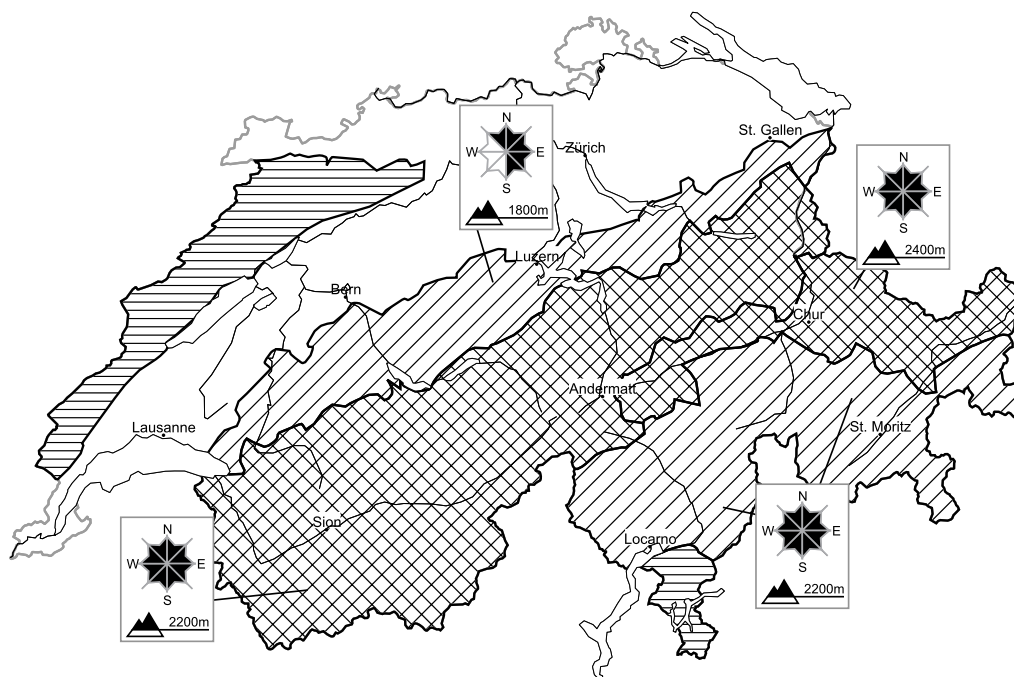 N
W E
S
1800m
Zürich
St. Gallen
N
W E
S
2400m
Luzern
Bern
Chur
Andermatt
Lausanne
St. Moritz
Sion
Locarno
N
W E
S
2200m
N
W E
S
2200m